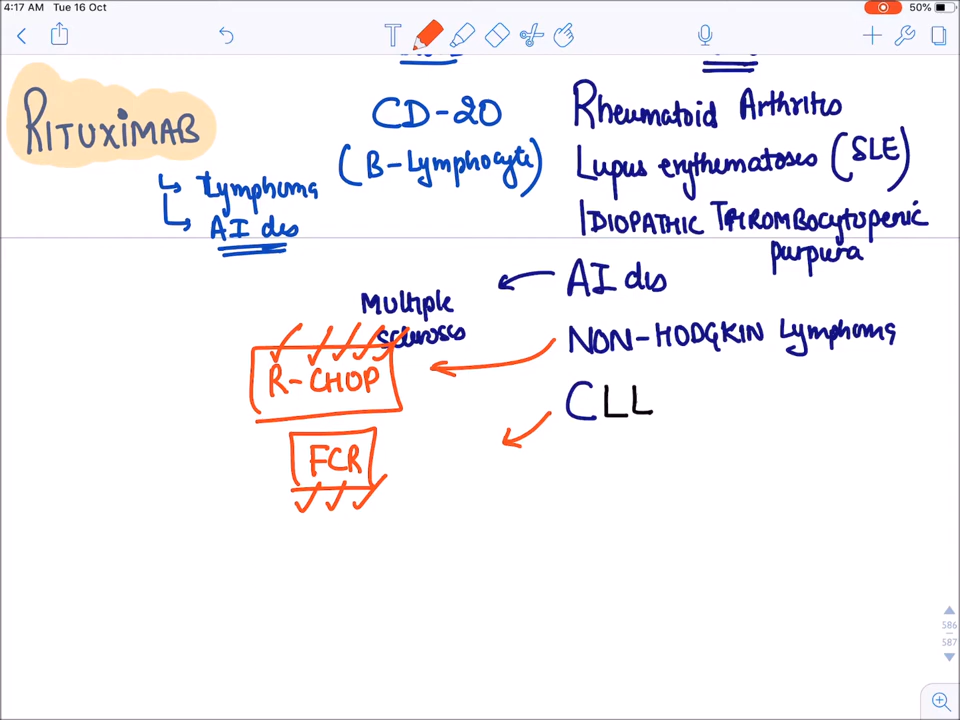 4:17 AM Tue 16 Oct
50%
T
RITUXIMAB
Lymphoma
AI dis
CD-20
(B-Lymphocyte)
Rheumatoid Arthritis
Lupus erythematoses (SLE)
IDIOPATHIC THROMBOCytopenic
purpura
AI dis
Multiple
sclerosis
NON-HODGKIN Lymphoma
R-CHOP
CLL
FCR
586
587